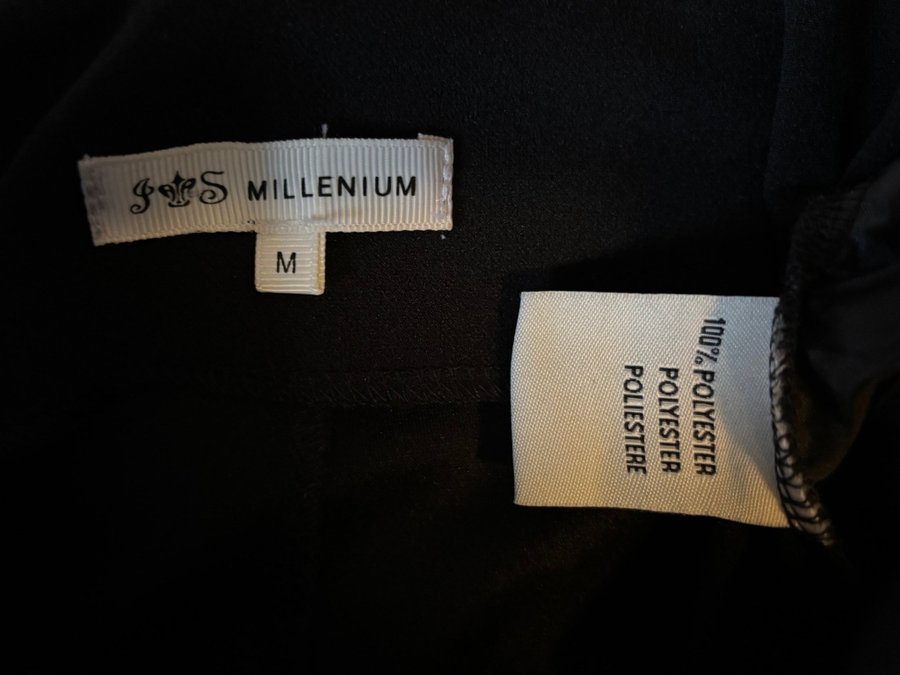 J S MILLENIUM
M
100% POLYESTER
POLYESTER
POLIESTERE